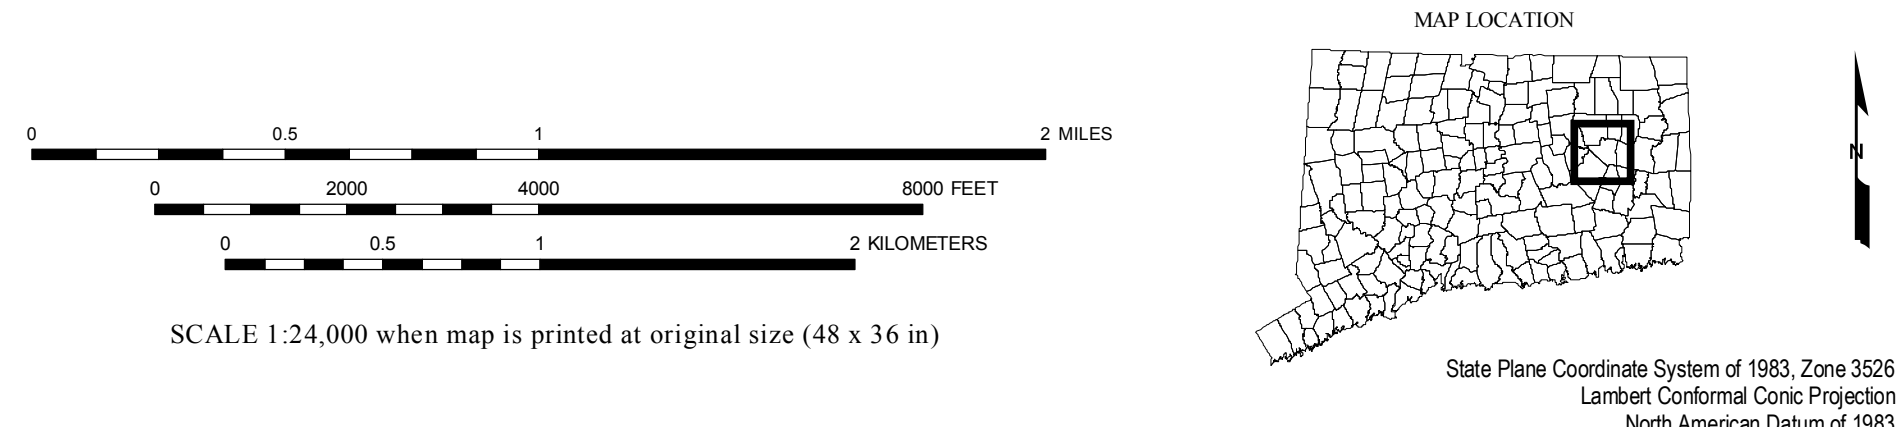 MAP LOCATION
0 0.5 1 2 MILES
0 2000 4000 8000 FEET
0 0.5 1 2 KILOMETERS
SCALE 1:24,000 when map is printed at original size (48 x 36 in)
N
State Plane Coordinate System of 1983, Zone 3526
Lambert Conformal Conic Projection
North American Datum of 1983